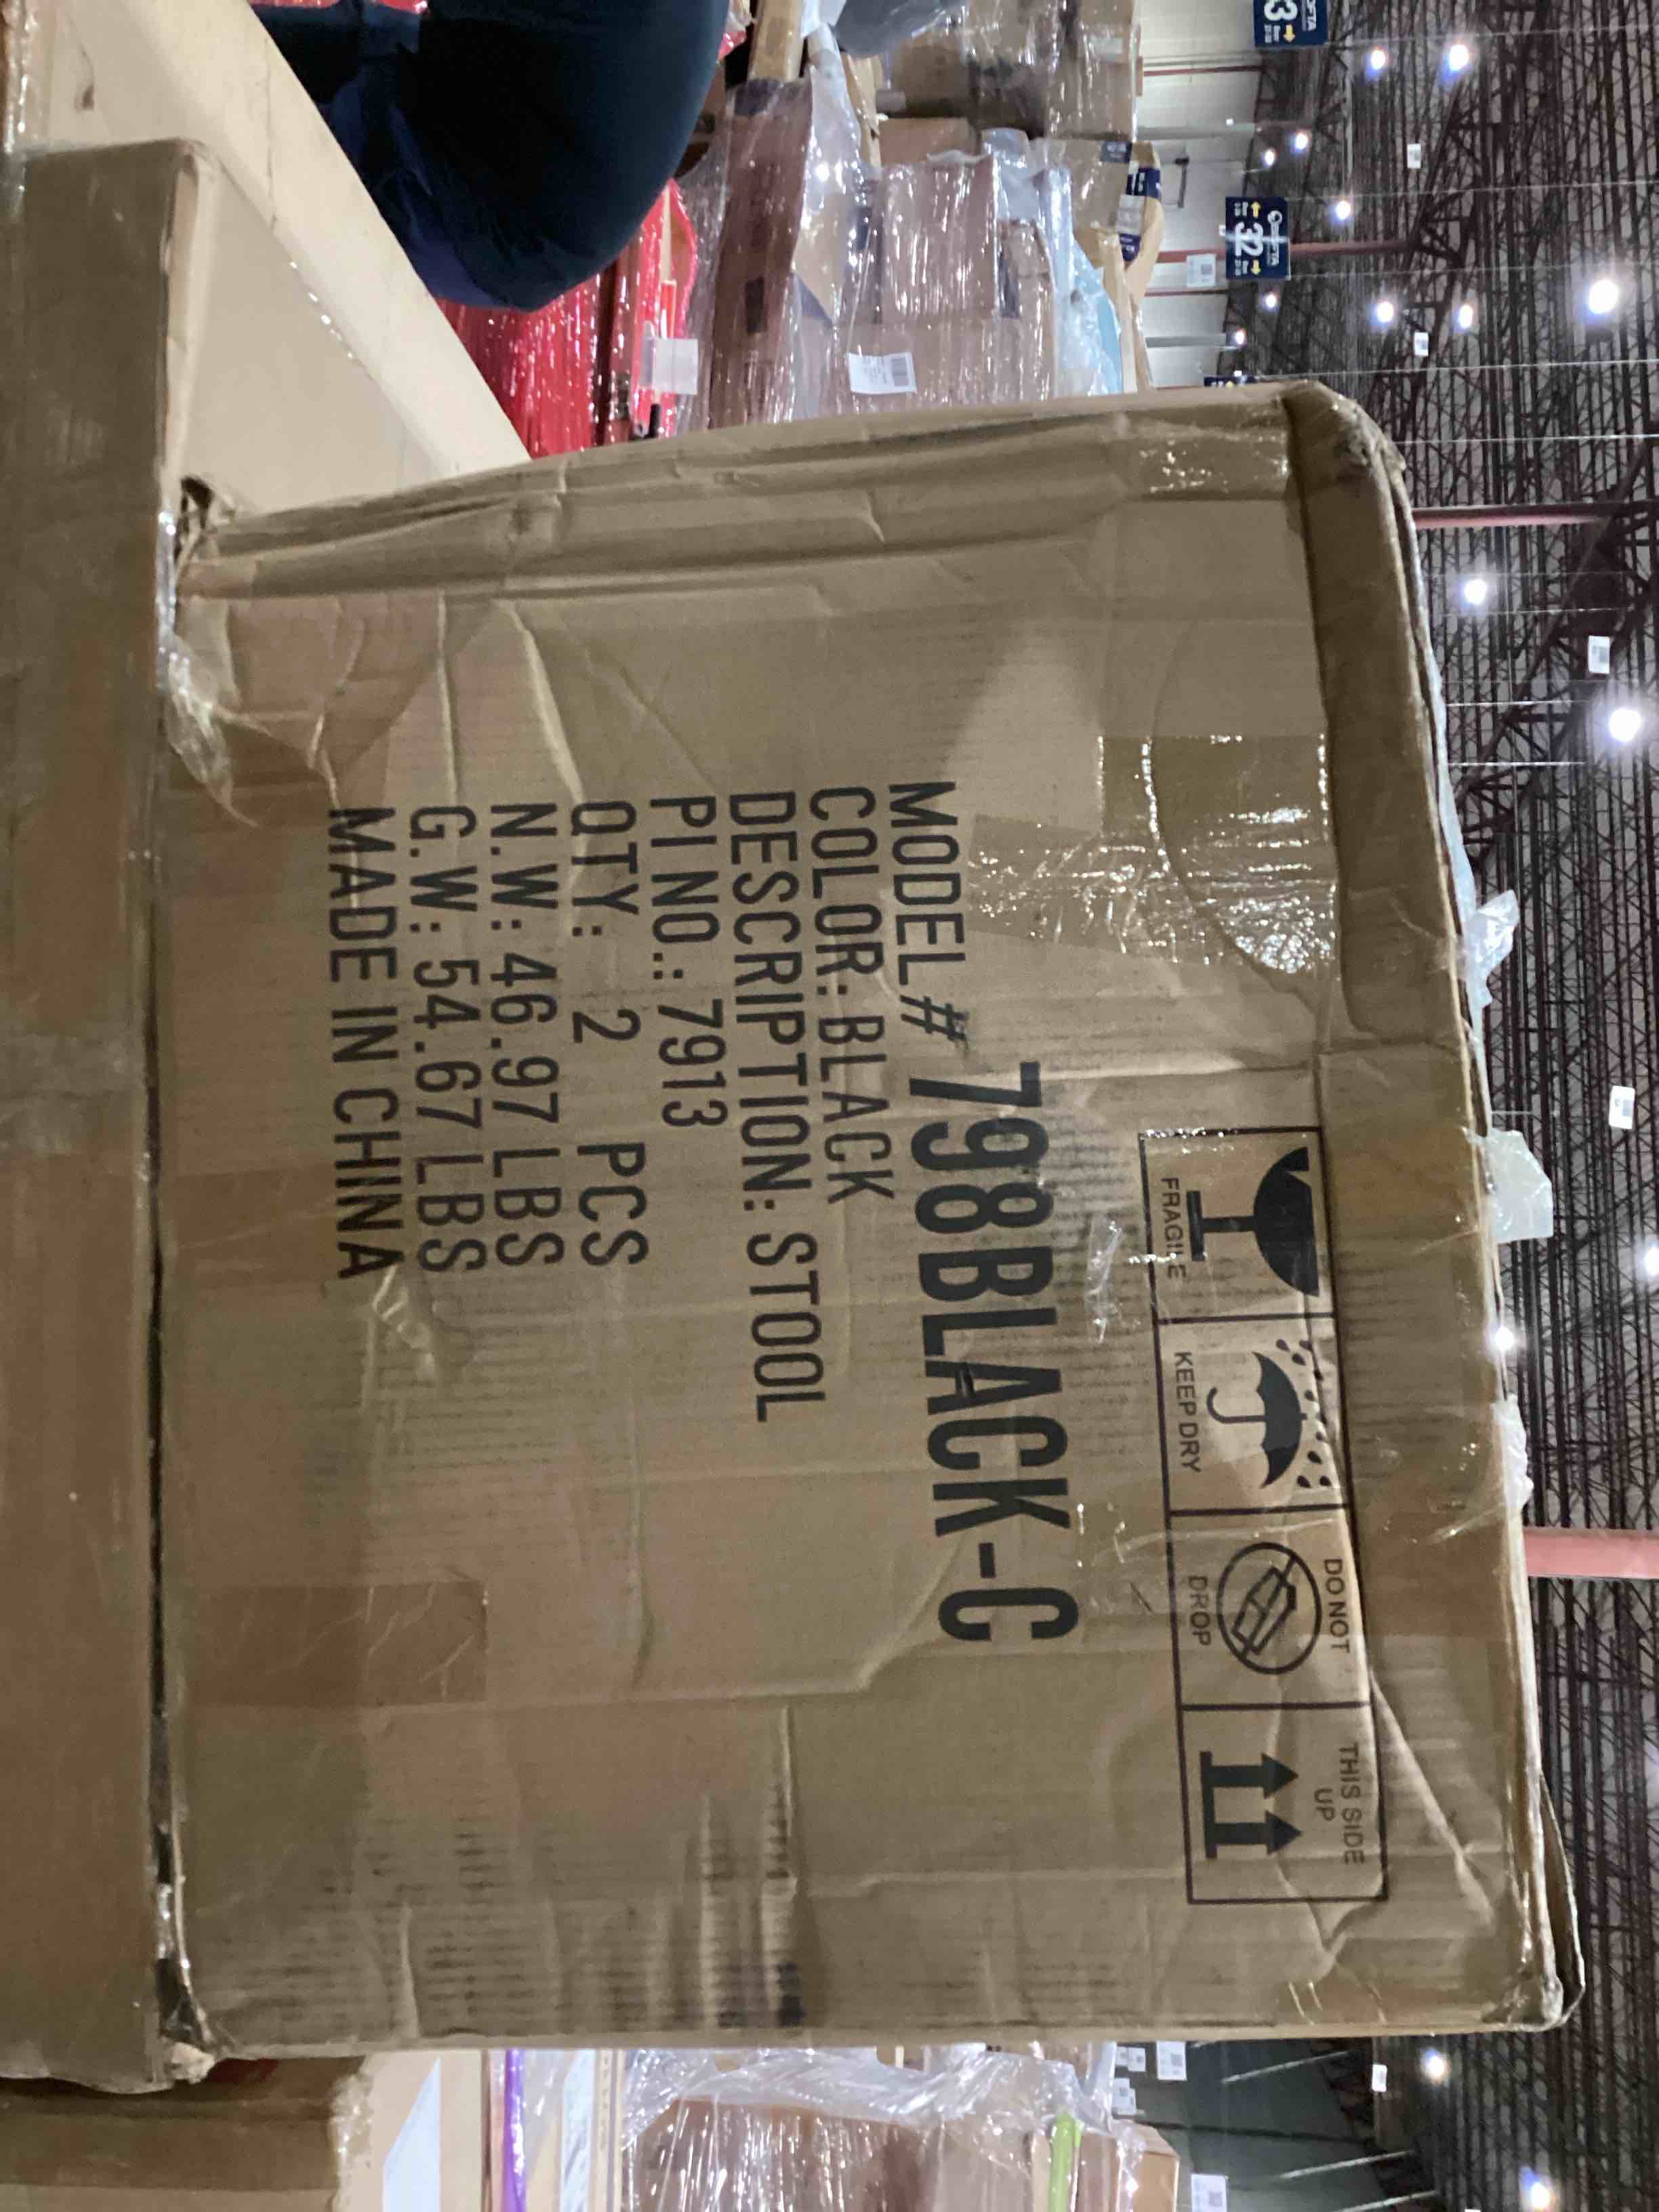 FRAGILE
KEEP DRY
DO NOT
DROP
THIS SIDE
UP
MODEL# 798BLACK-C
COLOR: BLACK
DESCRIPTION: STOOL
PI NO.: 7913
QTY: 2 PCS
N.W: 46.97 LBS
G.W: 54.67 LBS
MADE IN CHINA
32